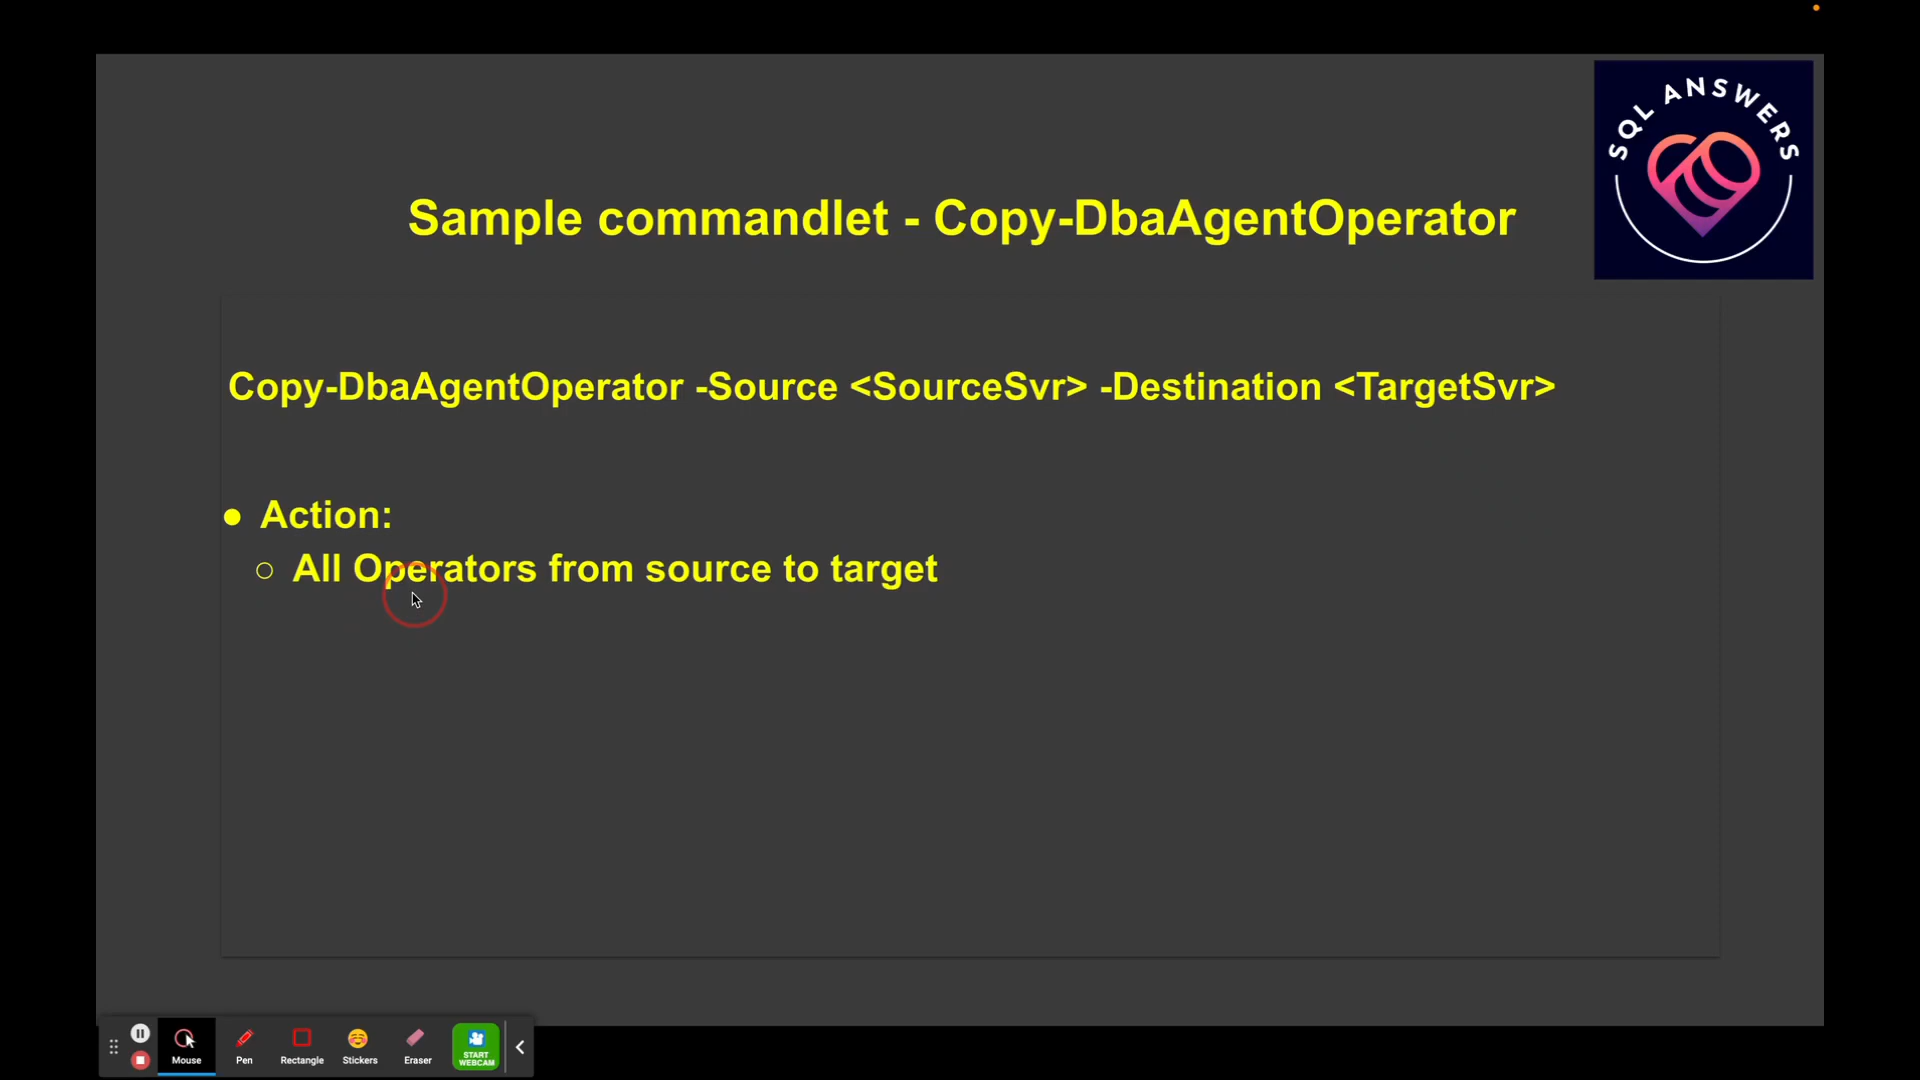 SQL ANSWERS
Sample commandlet - Copy-DbaAgentOperator
Copy-DbaAgentOperator -Source <SourceSvr> -Destination <TargetSvr>
● Action:
○ All Operators from source to target
Mouse
Pen
Rectangle
Stickers
Eraser
START
WEBCAM